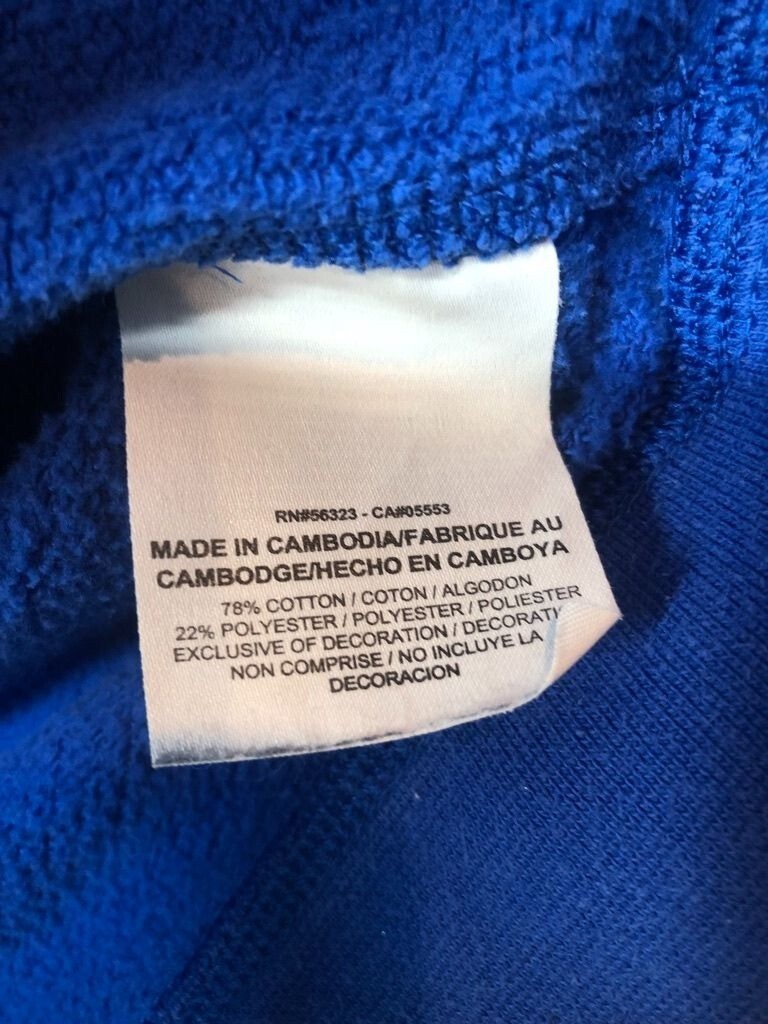 RN#56323 - CA#05553
MADE IN CAMBODIA/FABRIQUE AU
CAMBODGE/HECHO EN CAMBOYA
78% COTTON / COTON / ALGODON
22% POLYESTER / POLYESTER / POLIESTER
EXCLUSIVE OF DECORATION /
NON COMPRISE / NO INCLUYE LA
DECORACION